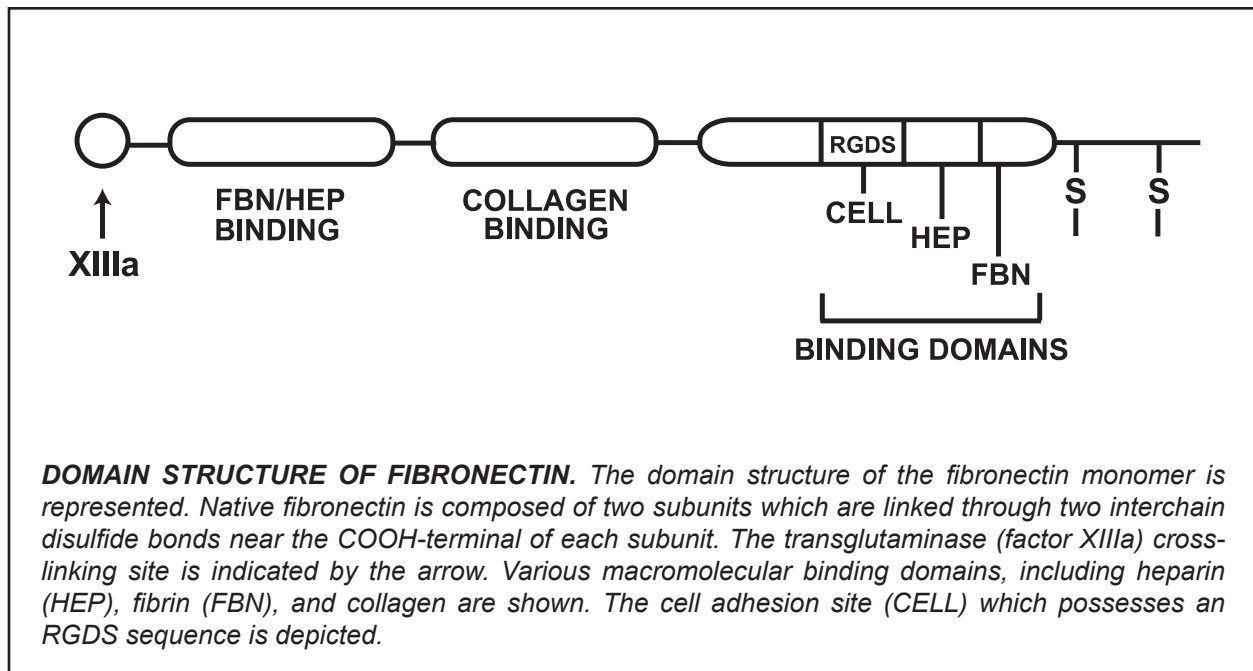 RGDS
S
S
FBN/HEP
BINDING
COLLAGEN
BINDING
CELL
HEP
FBN
XIIIa
BINDING DOMAINS
DOMAIN STRUCTURE OF FIBRONECTIN. The domain structure of the fibronectin monomer is
represented. Native fibronectin is composed of two subunits which are linked through two interchain
disulfide bonds near the COOH-terminal of each subunit. The transglutaminase (factor XIIIa) cross-
linking site is indicated by the arrow. Various macromolecular binding domains, including heparin
(HEP), fibrin (FBN), and collagen are shown. The cell adhesion site (CELL) which possesses an
RGDS sequence is depicted.